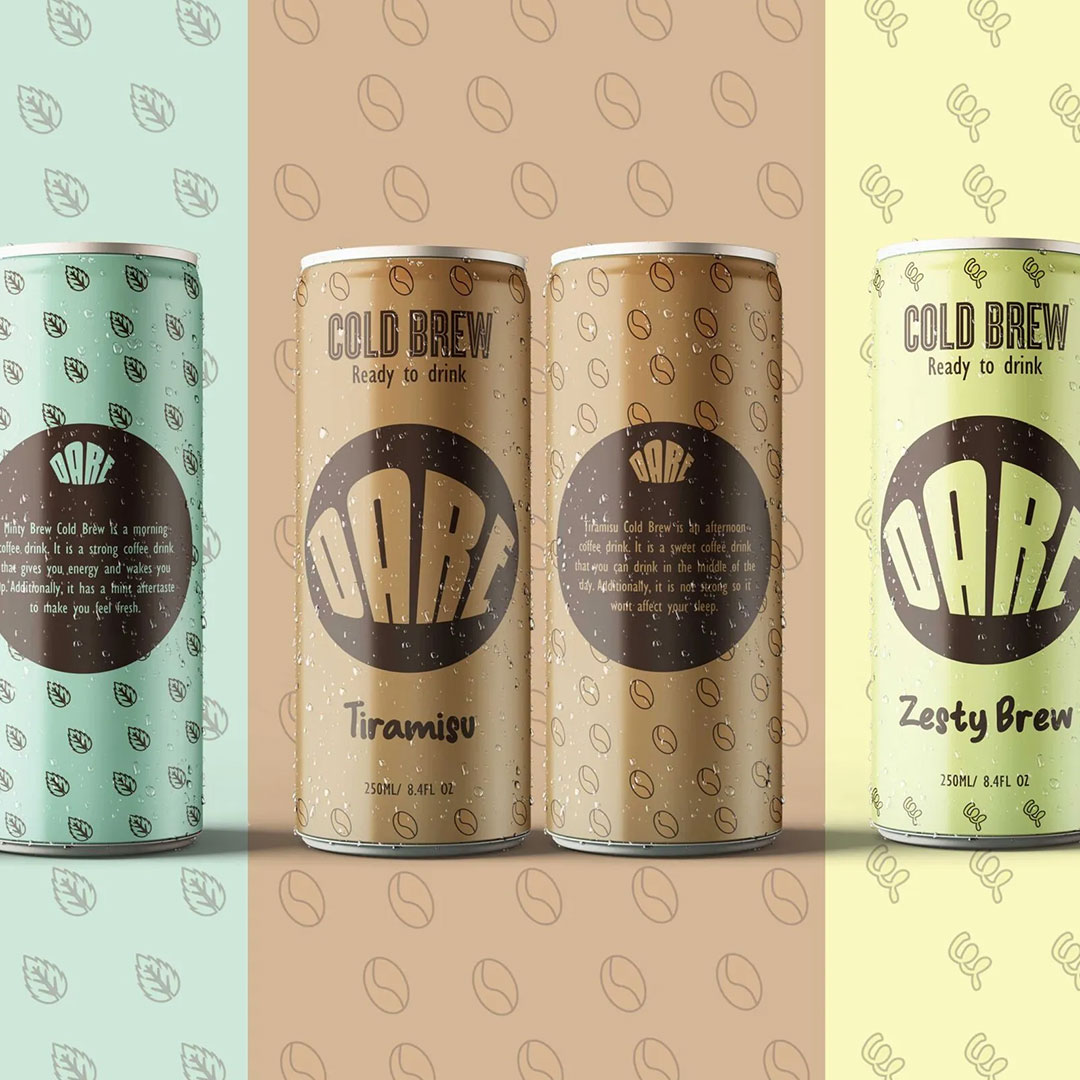 DARE
Minty Brew Cold Brew is a morning
coffee drink. It is a strong coffee drink
that gives you energy and wakes you
up. Additionally, it has a mint aftertaste
to make you feel fresh.
COLD BREW
Ready to drink
DARE
Tiramisu
250ML/ 8.4FL OZ
DARE
Tiramisu Cold Brew is an afternoon
coffee drink. It is a sweet coffee drink
that you can drink in the middle of the
day. Additionally, it is not strong so it
wont affect your sleep.
COLD BREW
Ready to drink
DARE
Zesty Brew
250ML/ 8.4FL OZ